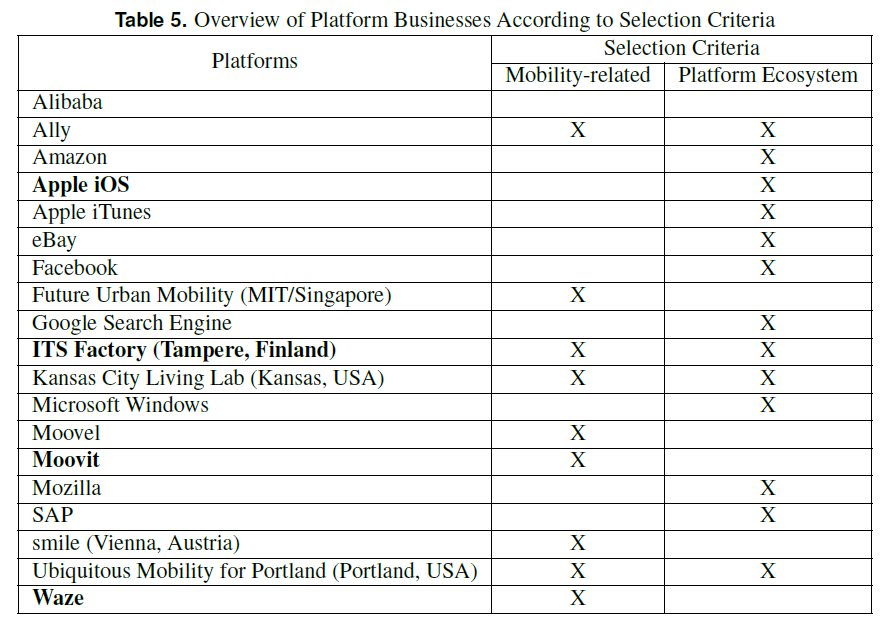 Table 5. Overview of Platform Businesses According to Selection Criteria
Platforms Selection Criteria
Mobility-related Platform Ecosystem
Alibaba
Ally X X
Amazon X
Apple iOS X
Apple iTunes X
eBay X
Facebook X
Future Urban Mobility (MIT/Singapore) X
Google Search Engine X
ITS Factory (Tampere, Finland) X X
Kansas City Living Lab (Kansas, USA) X X
Microsoft Windows X
Moovel X
Moovit X
Mozilla X
SAP X
smile (Vienna, Austria) X
Ubiquitous Mobility for Portland (Portland, USA) X X
Waze X